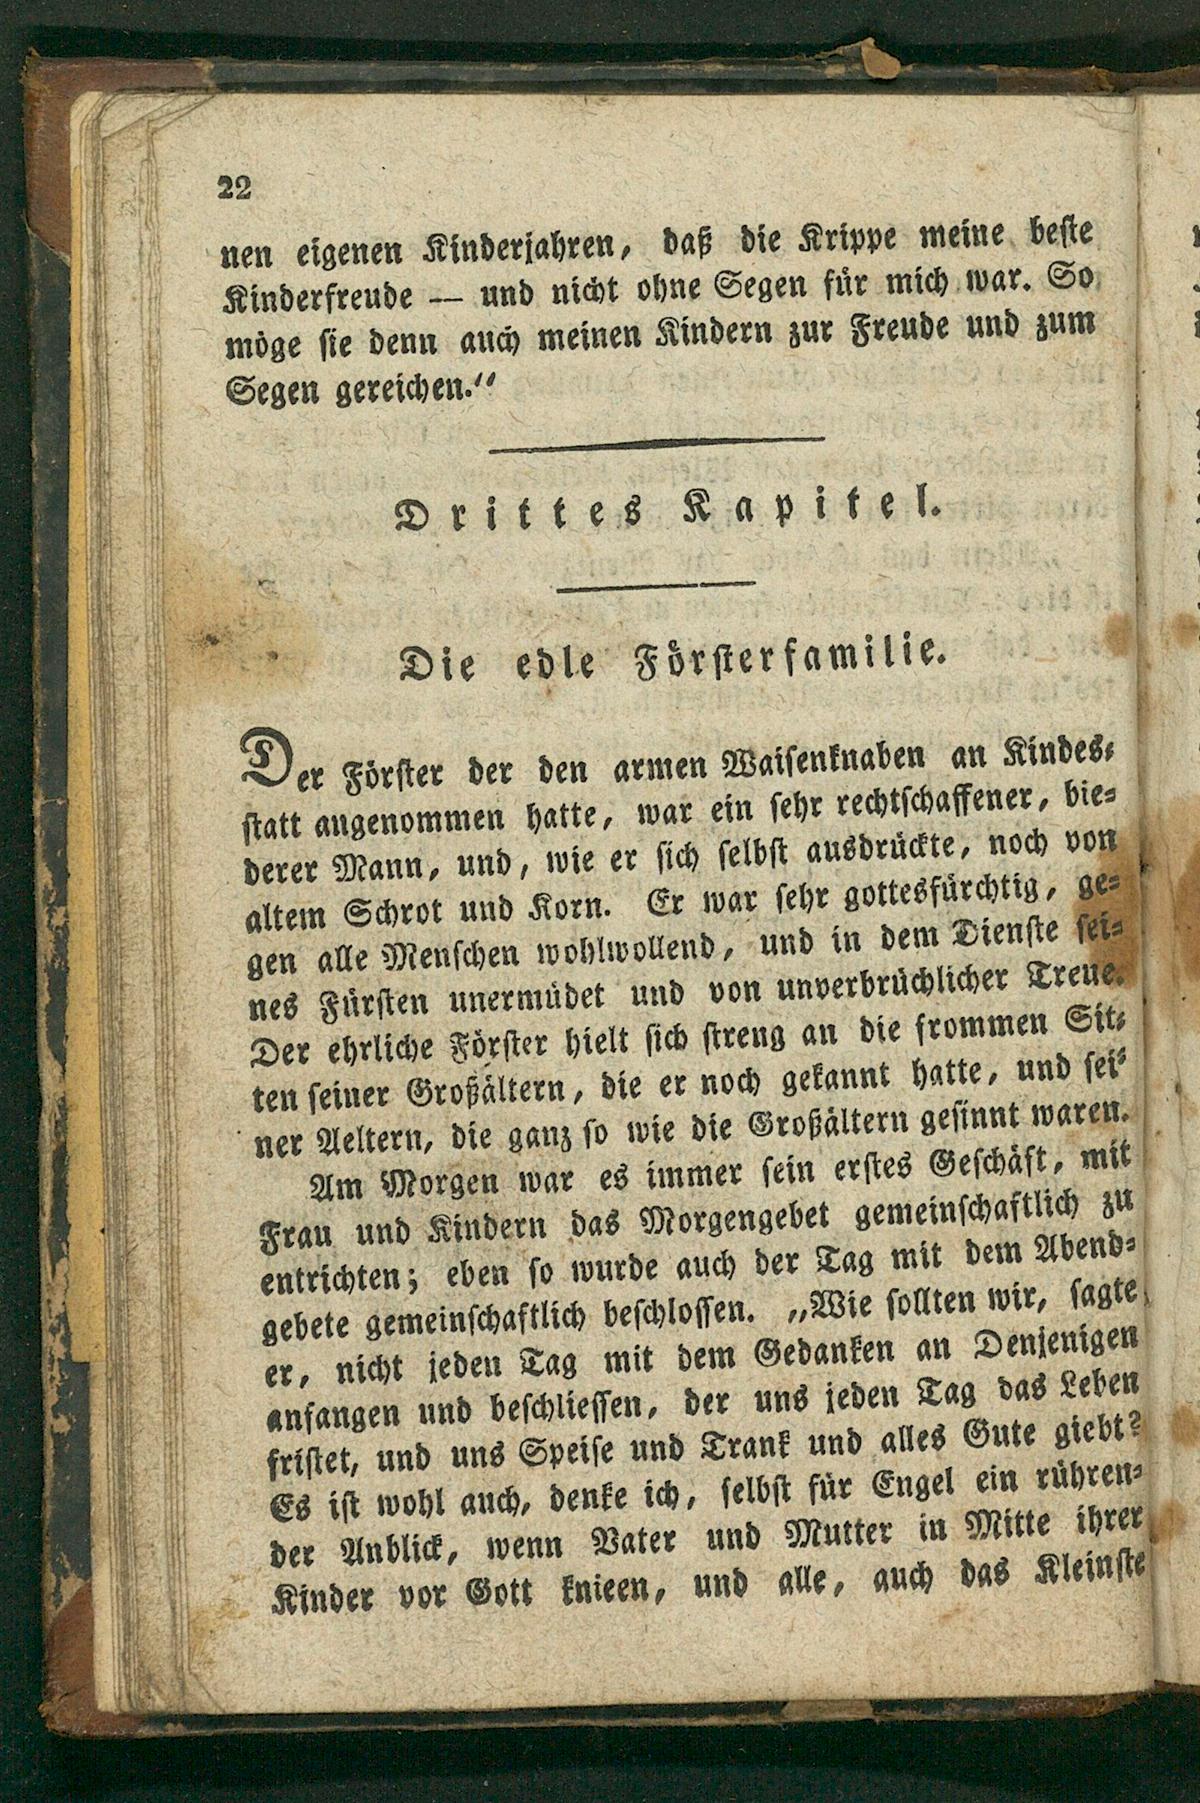 22
nen eigenen Kinderjahren, daß die Krippe meine beste
Kinderfreude — und nicht ohne Segen für mich war. So
möge sie denn auch meinen Kindern zur Freude und zum
Segen gereichen.“
Drittes Kapitel.
Die edle Försterfamilie.
Der Förster der den armen Waisenknaben an Kindes-
statt angenommen hatte, war ein sehr rechtschaffener, bie-
derer Mann, und, wie er sich selbst ausdrückte, noch von
altem Schrot und Korn. Er war sehr gottesfürchtig, ge-
gen alle Menschen wohlwollend, und in dem Dienste sei-
nes Fürsten unermüdet und von unverbrüchlicher Treue.
Der ehrliche Förster hielt sich streng an die frommen Sit-
ten seiner Großältern, die er noch gekannt hatte, und sei-
ner Aeltern, die ganz so wie die Großältern gesinnt waren.
Am Morgen war es immer sein erstes Geschäft, mit
Frau und Kindern das Morgengebet gemeinschaftlich zu
entrichten; eben so wurde auch der Tag mit dem Abend-
gebete gemeinschaftlich beschlossen. „Wie sollten wir, sagte
er, nicht jeden Tag mit dem Gedanken an Denjenigen
anfangen und beschliessen, der uns jeden Tag das Leben
fristet, und uns Speise und Trank und alles Gute giebt?
Es ist wohl auch, denke ich, selbst für Engel ein rühren-
der Anblick, wenn Vater und Mutter in Mitte ihrer
Kinder vor Gott knieen, und alle, auch das Kleinste